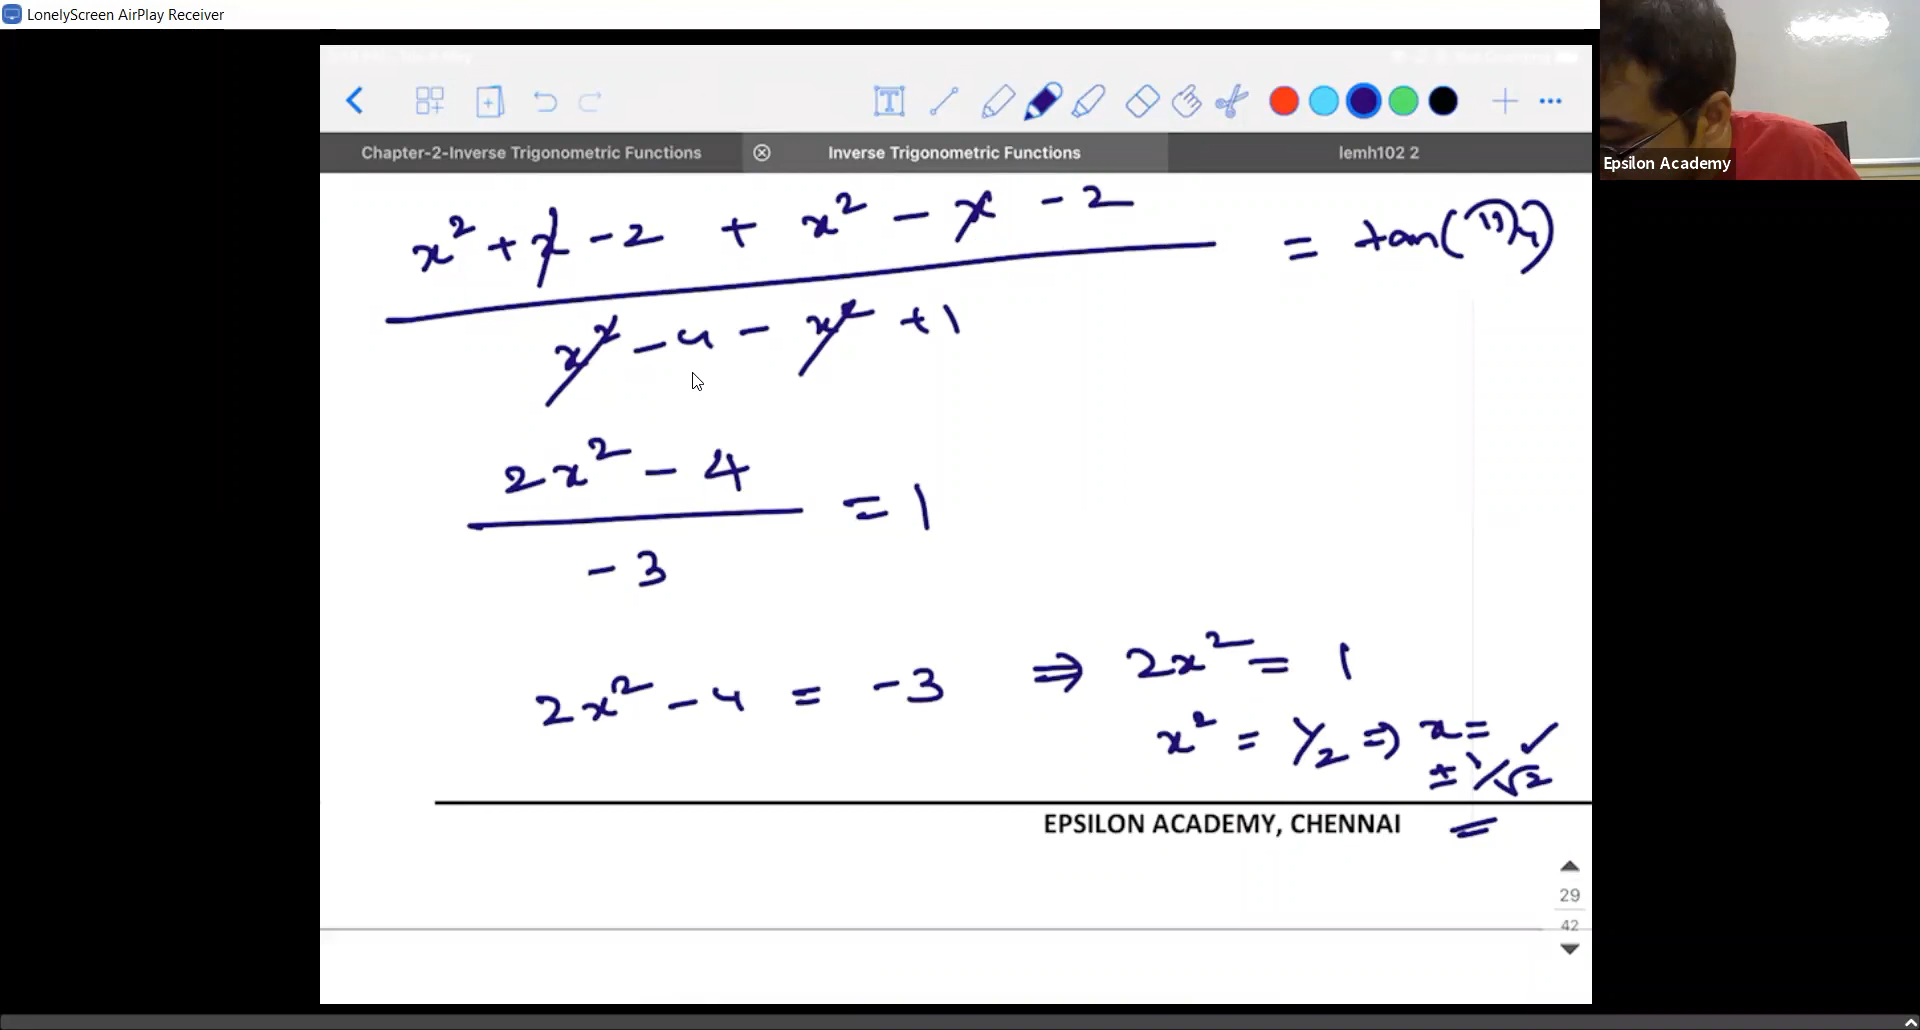 LonelyScreen AirPlay Receiver
Chapter-2-Inverse Trigonometric Functions
Inverse Trigonometric Functions
lemh102 2
Epsilon Academy
x² + x - 2 + x² - x - 2 = tan(π/4)
x² - 4 - x² + 1
2x² - 4 = 1
- 3
2x² - 4 = -3 ⇒ 2x² = 1
x² = 1/2 ⇒ x =
± 1/√2 ✓
EPSILON ACADEMY, CHENNAI
29
42